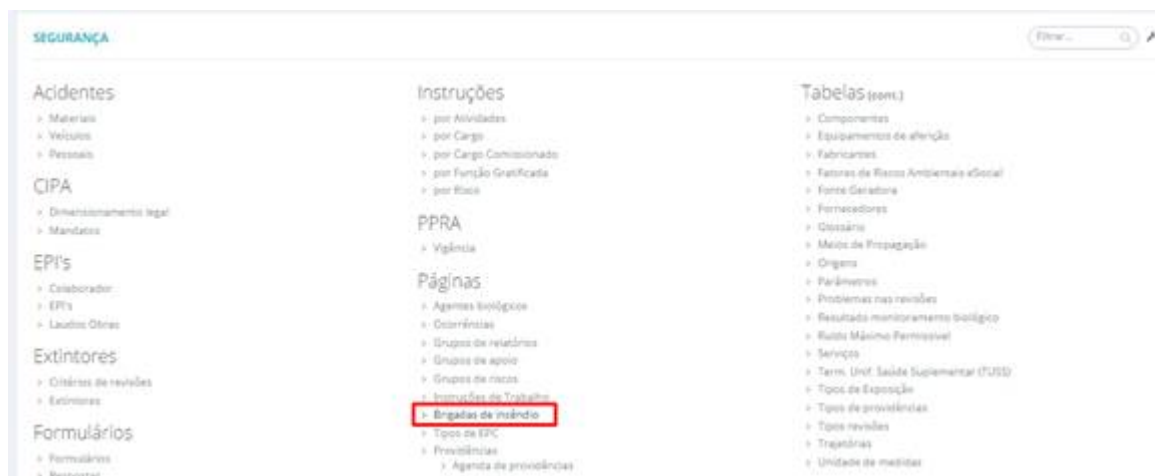 SEGURANÇA
Filtrar...
Acidentes
Materiais
Veículos
Pessoais
CIPA
Dimensionamento legal
Mandatos
EPI's
Colaborador
EPI's
Laudos Obras
Extintores
Critérios de revisões
Extintores
Formulários
Formulários
Respostas
Instruções
por Atividades
por Cargo
por Cargo Comissionado
por Função Gratificada
por Risco
PPRA
Vigência
Páginas
Agentes biológicos
Ocorrências
Grupos de relatórios
Grupos de apoio
Grupos de riscos
Instruções de Trabalho
Brigadas de insêndio
Tipos de EPC
Providências
Agenda de providências
Tabelas (cont.)
Componentes
Equipamentos de aferição
Fabricantes
Fatores de Riscos Ambientais eSocial
Fonte Geradora
Fornecedores
Glossário
Meios de Propagação
Origens
Parâmetros
Problemas nas revisões
Resultado monitoramento biológico
Ruído Máximo Permissível
Serviços
Term. Unif. Saúde Suplementar (TUSS)
Tipos de Exposição
Tipos de providências
Tipos revisões
Trajetórias
Unidade de medidas